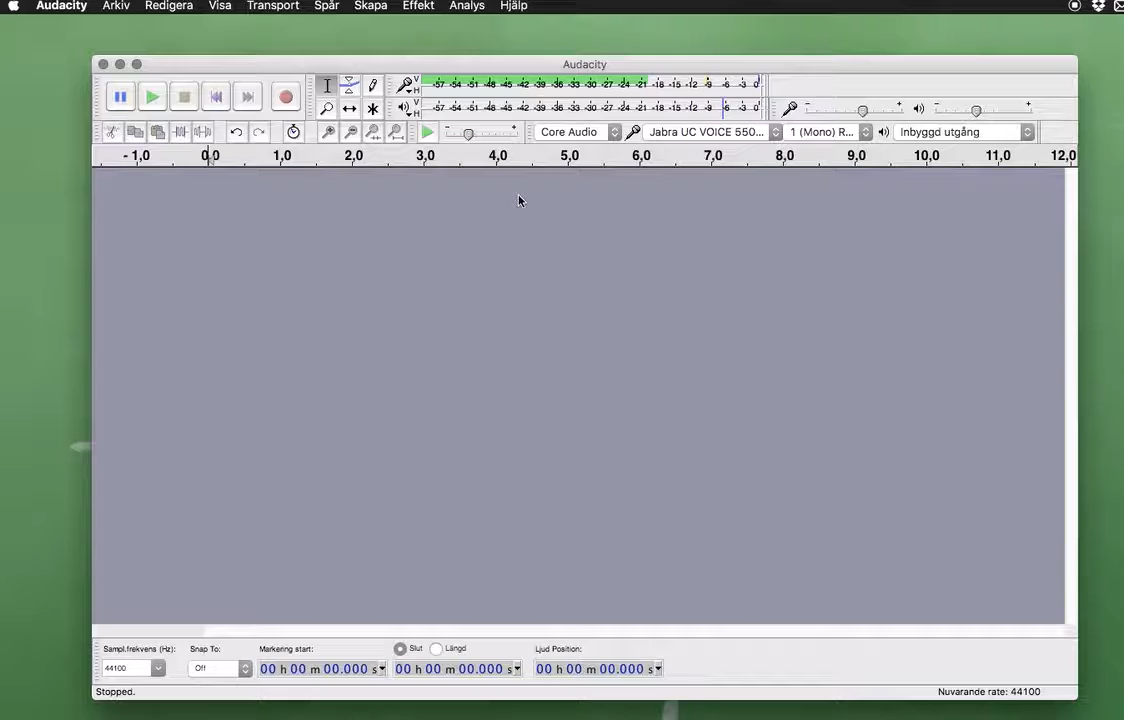 Audacity Arkiv Redigera Visa Transport Spår Skapa Effekt Analys Hjälp
Audacity
V
H
-57 -54 -51 -48 -45 -42 -39 -36 -33 -30 -27 -24 -21 -18 -15 -12 -9 -6 -3 0
V
H
-57 -54 -51 -48 -45 -42 -39 -36 -33 -30 -27 -24 -21 -18 -15 -12 -9 -6 -3 0
Core Audio Jabra UC VOICE 550... 1 (Mono) R... Inbyggd utgång
- 1,0 0,0 1,0 2,0 3,0 4,0 5,0 6,0 7,0 8,0 9,0 10,0 11,0 12,0
Sampl.frekvens (Hz): Snap To: Markering start: Slut Längd Ljud Position:
44100 Off 00 h 00 m 00.000 s 00 h 00 m 00.000 s 00 h 00 m 00.000 s
Stopped. Nuvarande rate: 44100